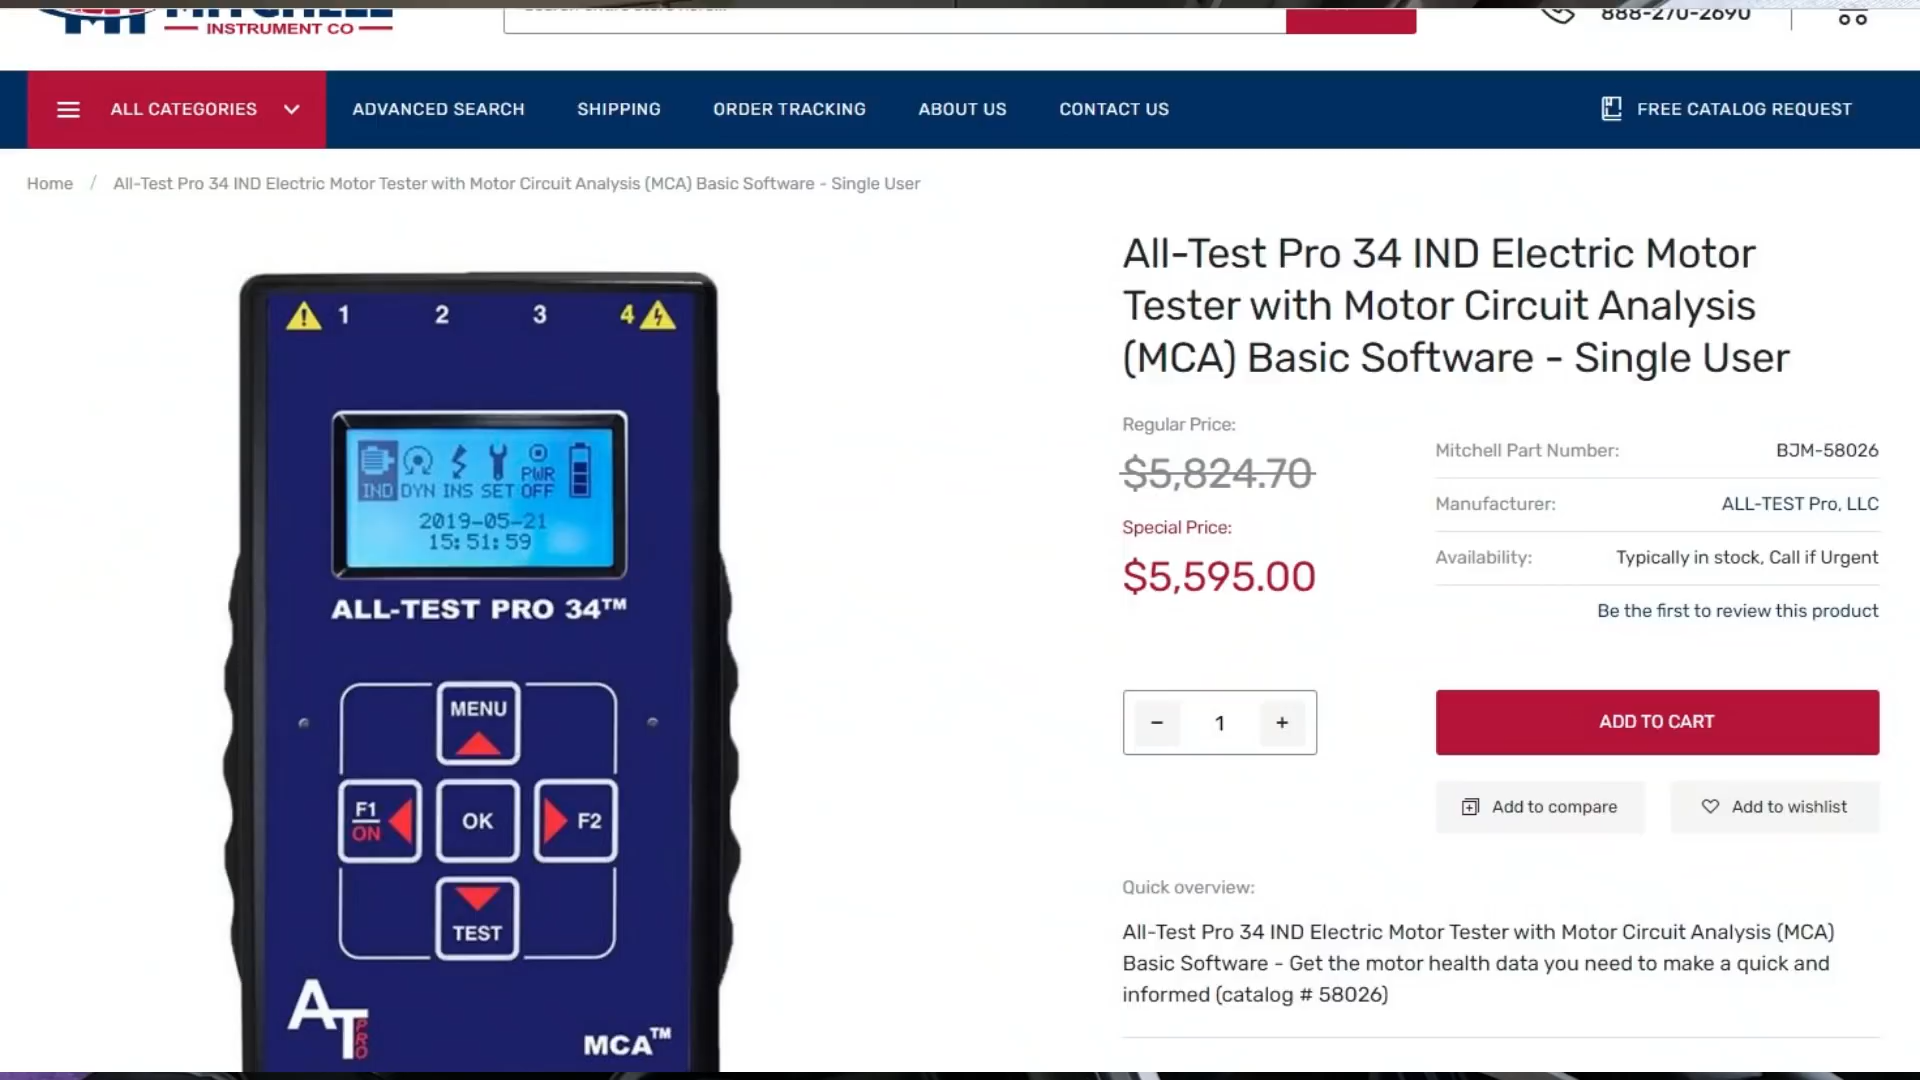 INSTRUMENT CO
888-270-2690
ALL CATEGORIES
ADVANCED SEARCH
SHIPPING
ORDER TRACKING
ABOUT US
CONTACT US
FREE CATALOG REQUEST
Home / All-Test Pro 34 IND Electric Motor Tester with Motor Circuit Analysis (MCA) Basic Software - Single User
1 2 3 4
IND DYN INS SET PWR OFF
2019-05-21
15:51:59
ALL-TEST PRO 34™
MENU
F1
ON
OK
F2
TEST
AT PRO
MCA™
All-Test Pro 34 IND Electric Motor
Tester with Motor Circuit Analysis
(MCA) Basic Software - Single User
Regular Price:
$5,824.70
Special Price:
$5,595.00
Mitchell Part Number: BJM-58026
Manufacturer: ALL-TEST Pro, LLC
Availability: Typically in stock, Call if Urgent
Be the first to review this product
- 1 +
ADD TO CART
Add to compare
Add to wishlist
Quick overview:
All-Test Pro 34 IND Electric Motor Tester with Motor Circuit Analysis (MCA)
Basic Software - Get the motor health data you need to make a quick and
informed (catalog # 58026)